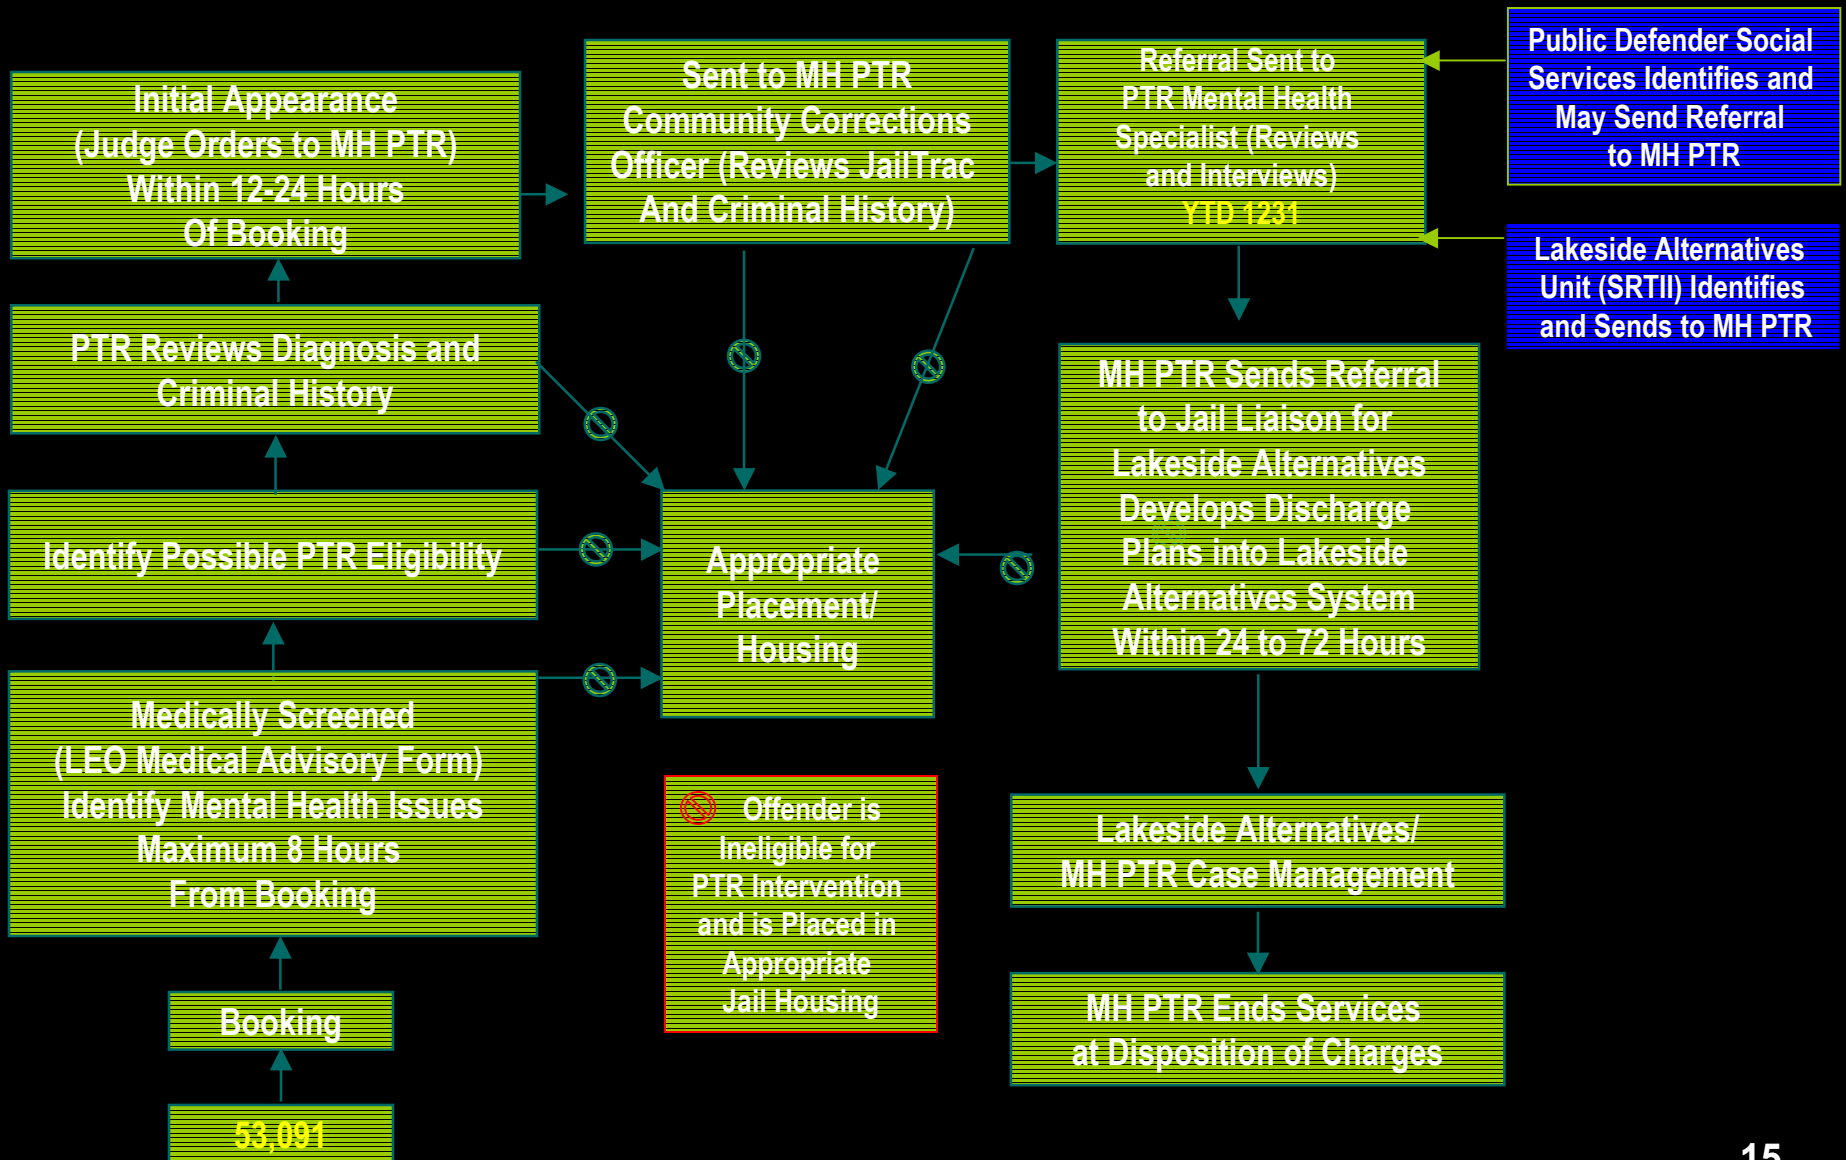 Initial Appearance
(Judge Orders to MH PTR)
Within 12-24 Hours
Of Booking
Sent to MH PTR
Community Corrections
Officer (Reviews JailTrac
And Criminal History)
Referral Sent to
PTR Mental Health
Specialist (Reviews
and Interviews)
YTD 1231
Public Defender Social
Services Identifies and
May Send Referral
to MH PTR
Lakeside Alternatives
Unit (SRTII) Identifies
and Sends to MH PTR
PTR Reviews Diagnosis and
Criminal History
Identify Possible PTR Eligibility
Medically Screened
(LEO Medical Advisory Form)
Identify Mental Health Issues
Maximum 8 Hours
From Booking
Booking
53,091
Appropriate
Placement/
Housing
Offender is
Ineligible for
PTR Intervention
and is Placed in
Appropriate
Jail Housing
MH PTR Sends Referral
to Jail Liaison for
Lakeside Alternatives
Develops Discharge
Plans into Lakeside
Alternatives System
Within 24 to 72 Hours
Lakeside Alternatives/
MH PTR Case Management
MH PTR Ends Services
at Disposition of Charges
15